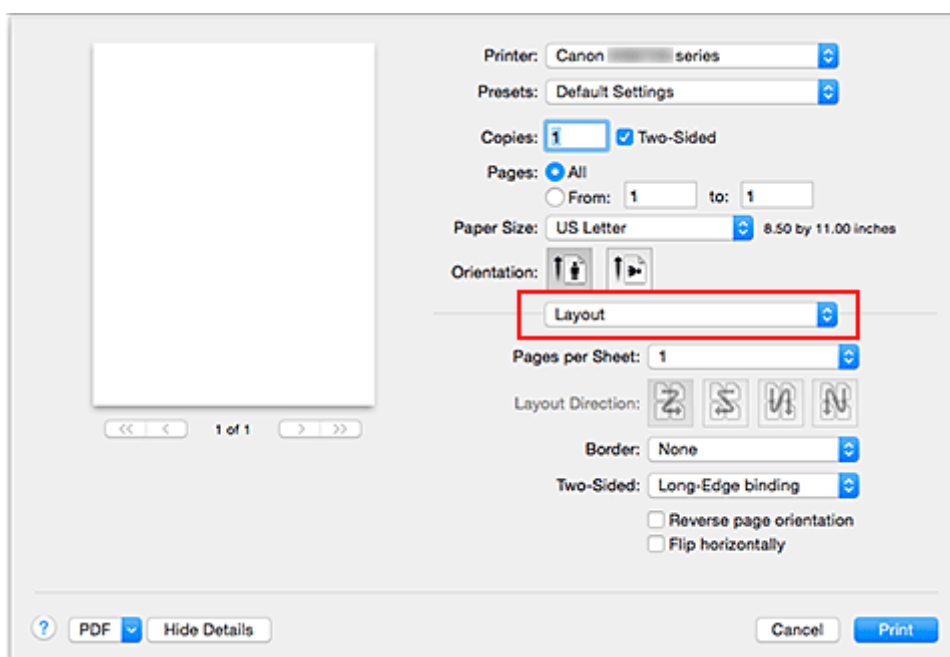 Printer: Canon series
Presets: Default Settings
Copies: 1 Two-Sided
Pages: All
From: 1 to: 1
Paper Size: US Letter 8.50 by 11.00 inches
Orientation:
Layout
Pages per Sheet: 1
Layout Direction:
<< < 1 of 1 > >>
Border: None
Two-Sided: Long-Edge binding
Reverse page orientation
Flip horizontally
? PDF Hide Details Cancel Print